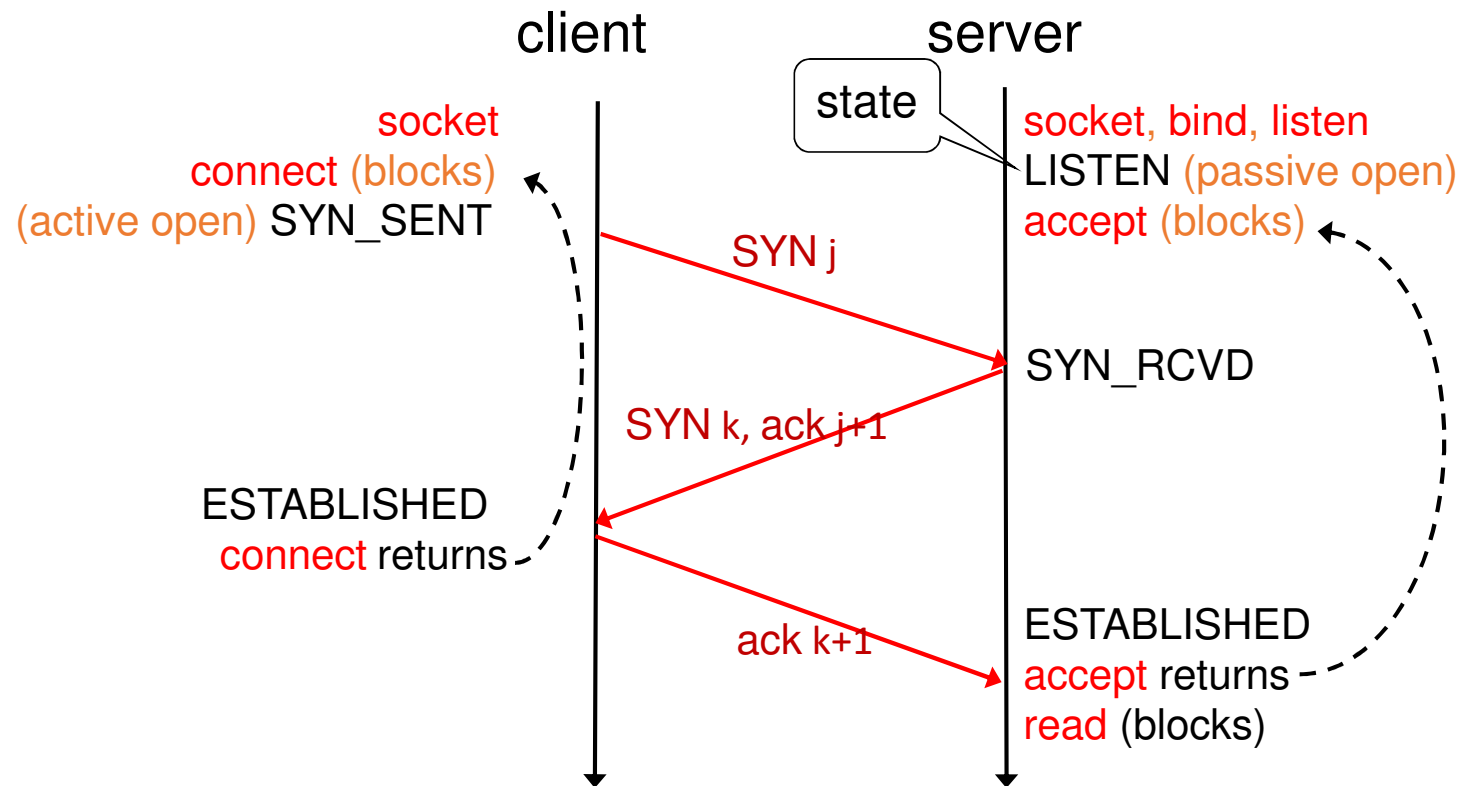 client
server
state
socket
connect (blocks)
(active open) SYN_SENT
socket, bind, listen
LISTEN (passive open)
accept (blocks)
SYN j
SYN_RCVD
SYN k, ack j+1
ESTABLISHED
connect returns
ack k+1
ESTABLISHED
accept returns
read (blocks)